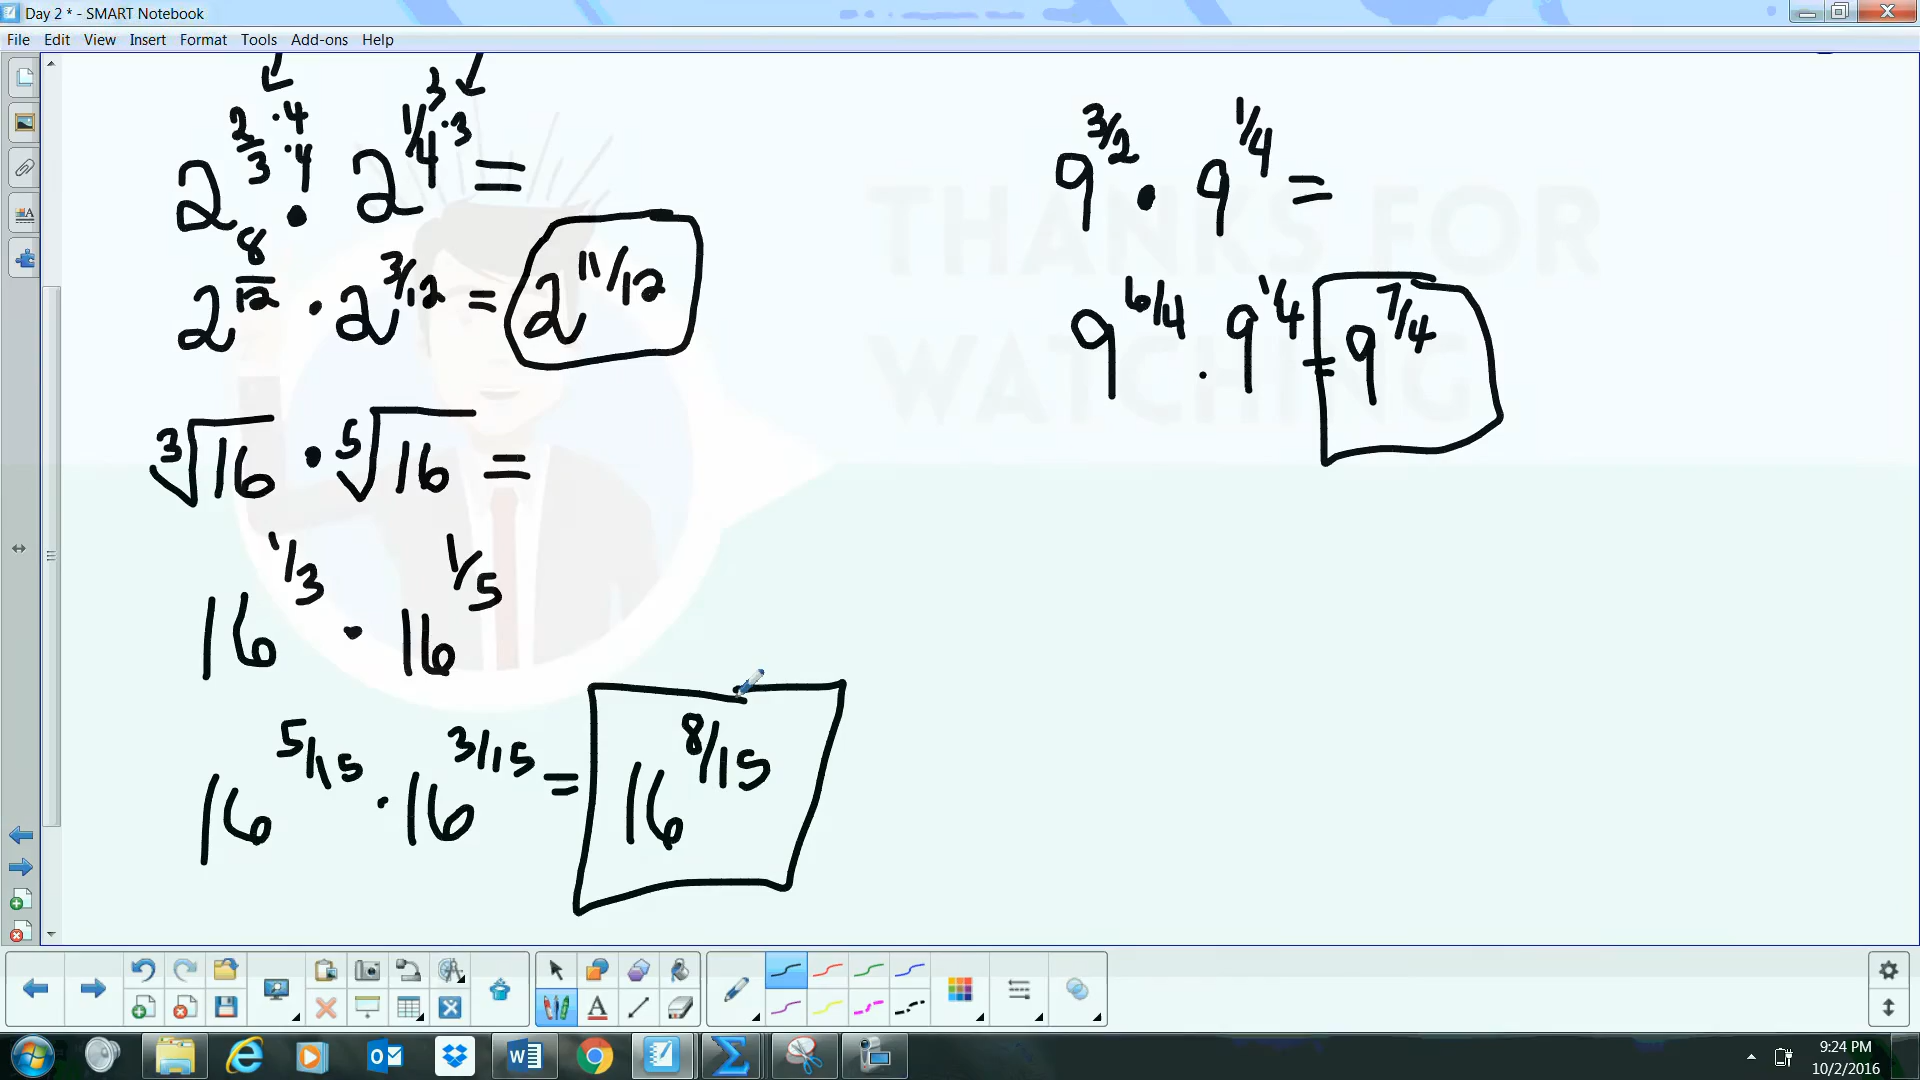 Day 2 * - SMART Notebook
File Edit View Insert Format Tools Add-ons Help
2^(2/3 · 4/4) · 2^(1/4 · 3/3) =
2^(8/12) · 2^(3/12) = 2^(11/12)
∛16 · ⁵√16 =
16^(1/3) · 16^(1/5)
16^(5/15) · 16^(3/15) = 16^(8/15)
9^(3/2) · 9^(1/4) =
9^(6/4) · 9^(1/4) = 9^(7/4)
THANKS FOR
WATCHING
9:24 PM
10/2/2016